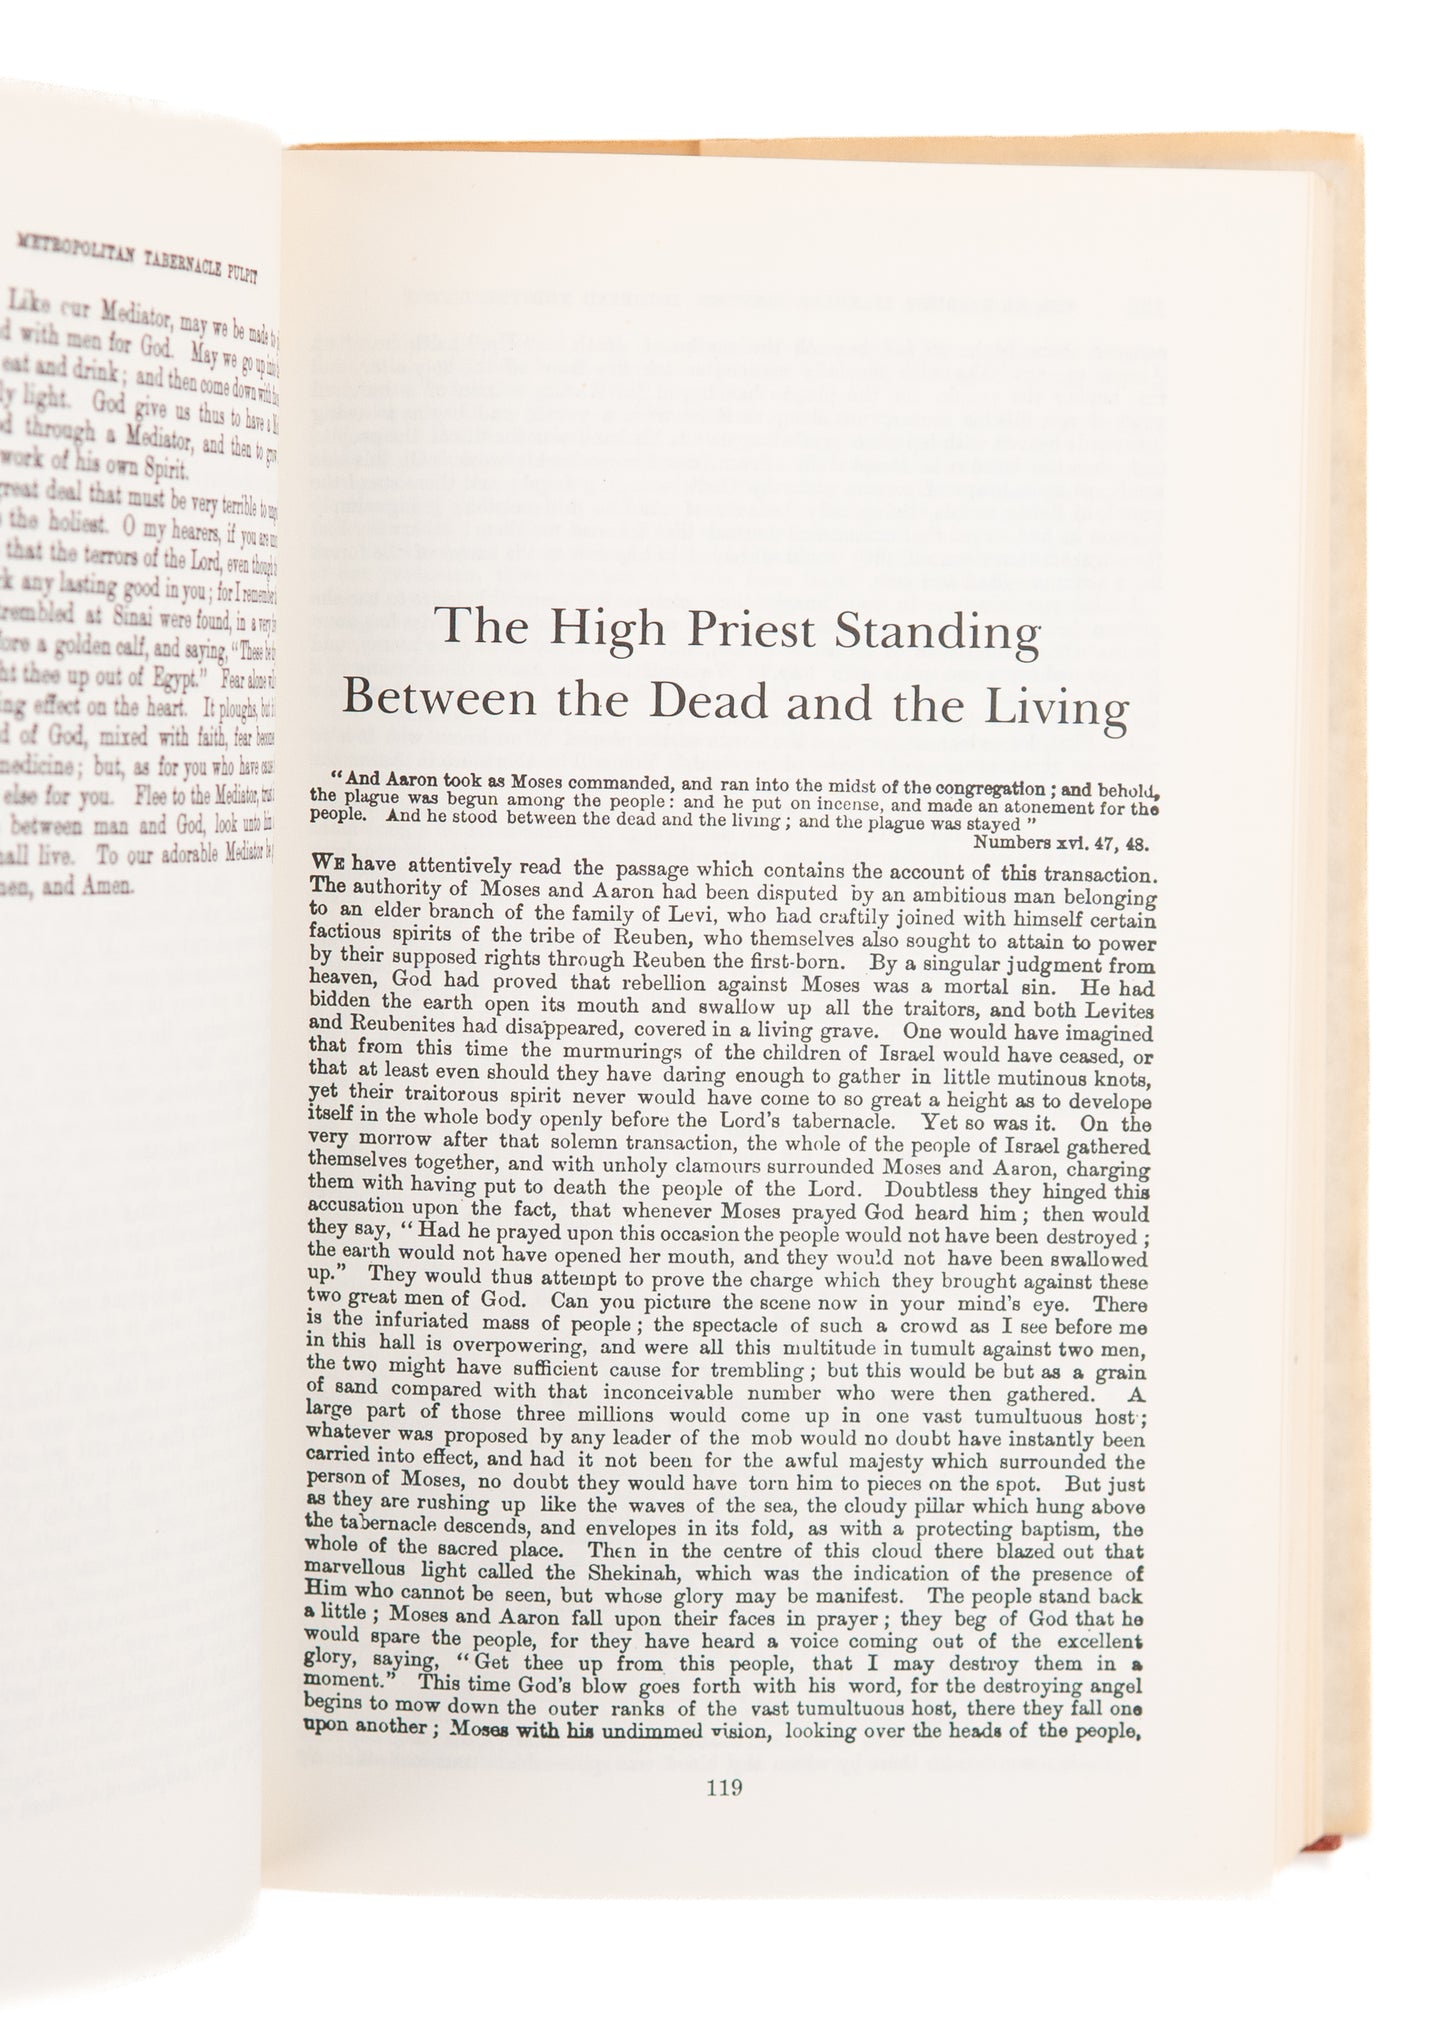 METROPOLITAN TABERNACLE PULPIT
Like our Mediator, may we be made to
with men for God. May we go up into
eat and drink; and then come down with
light. God give us thus to have a
through a Mediator, and then to
work of his own Spirit.
great deal that must be very terrible to
the holiest. O my hearers, if you are
that the terrors of the Lord, even though
any lasting good in you; for I remember
trembled at Sinai were found, in a very
a golden calf, and saying, "These be
thee up out of Egypt." Fear alone
effect on the heart. It ploughs, but
of God, mixed with faith, fear
medicine; but, as for you who have
else for you. Flee to the Mediator,
between man and God, look unto
shall live. To our adorable Mediator be
and Amen.
The High Priest Standing
Between the Dead and the Living
"And Aaron took as Moses commanded, and ran into the midst of the congregation; and behold,
the plague was begun among the people: and he put on incense, and made an atonement for the
people. And he stood between the dead and the living; and the plague was stayed"
Numbers xvi. 47, 48.
WE have attentively read the passage which contains the account of this transaction.
The authority of Moses and Aaron had been disputed by an ambitious man belonging
to an elder branch of the family of Levi, who had craftily joined with himself certain
factious spirits of the tribe of Reuben, who themselves also sought to attain to power
by their supposed rights through Reuben the first-born. By a singular judgment from
heaven, God had proved that rebellion against Moses was a mortal sin. He had
bidden the earth open its mouth and swallow up all the traitors, and both Levites
and Reubenites had disappeared, covered in a living grave. One would have imagined
that from this time the murmurings of the children of Israel would have ceased, or
that at least even should they have daring enough to gather in little mutinous knots,
yet their traitorous spirit never would have come to so great a height as to develope
itself in the whole body openly before the Lord's tabernacle. Yet so was it. On the
very morrow after that solemn transaction, the whole of the people of Israel gathered
themselves together, and with unholy clamours surrounded Moses and Aaron, charging
them with having put to death the people of the Lord. Doubtless they hinged this
accusation upon the fact, that whenever Moses prayed God heard him; then would
they say, "Had he prayed upon this occasion the people would not have been destroyed;
the earth would not have opened her mouth, and they would not have been swallowed
up." They would thus attempt to prove the charge which they brought against these
two great men of God. Can you picture the scene now in your mind's eye. There
is the infuriated mass of people; the spectacle of such a crowd as I see before me
in this hall is overpowering, and were all this multitude in tumult against two men,
the two might have sufficient cause for trembling; but this would be but as a grain
of sand compared with that inconceivable number who were then gathered. A
large part of those three millions would come up in one vast tumultuous host;
whatever was proposed by any leader of the mob would no doubt have instantly been
carried into effect, and had it not been for the awful majesty which surrounded the
person of Moses, no doubt they would have torn him to pieces on the spot. But just
as they are rushing up like the waves of the sea, the cloudy pillar which hung above
the tabernacle descends, and envelopes in its fold, as with a protecting baptism, the
whole of the sacred place. Then in the centre of this cloud there blazed out that
marvellous light called the Shekinah, which was the indication of the presence of
Him who cannot be seen, but whose glory may be manifest. The people stand back
a little; Moses and Aaron fall upon their faces in prayer; they beg of God that he
would spare the people, for they have heard a voice coming out of the excellent
glory, saying, "Get thee up from this people, that I may destroy them in a
moment." This time God's blow goes forth with his word, for the destroying angel
begins to mow down the outer ranks of the vast tumultuous host, there they fall one
upon another; Moses with his undimmed vision, looking over the heads of the people,
119